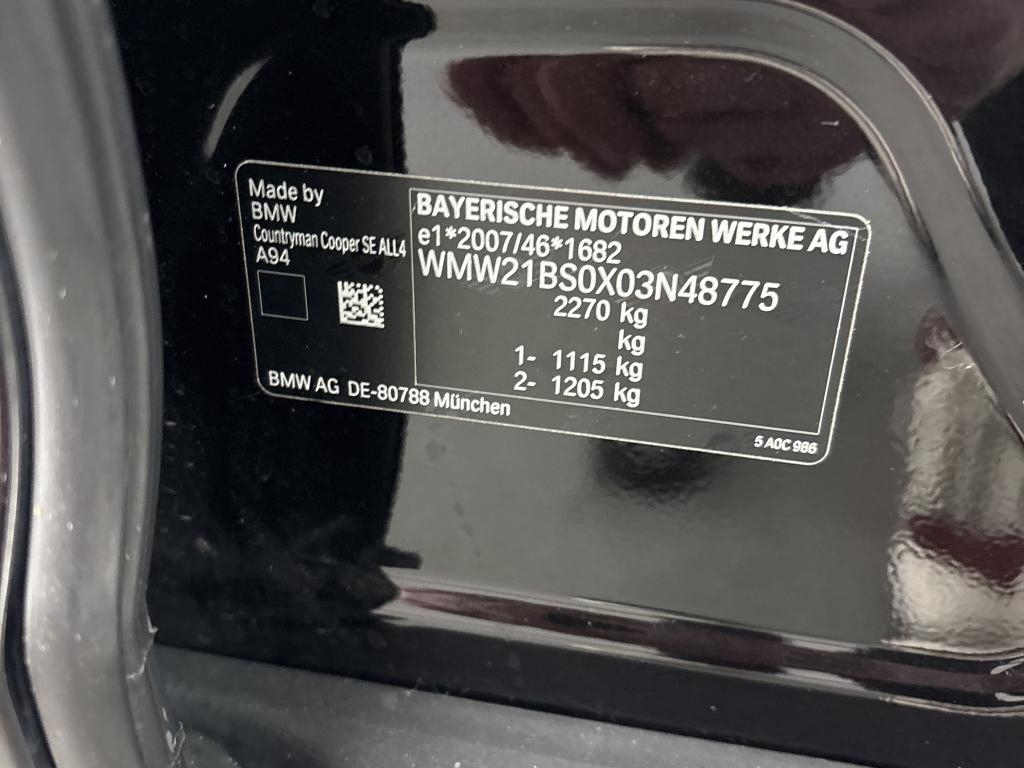 Made by
BMW
Countryman Cooper SE ALL4
A94
BAYERISCHE MOTOREN WERKE AG
e1*2007/46*1682
WMW21BS0X03N48775
2270 kg
kg
1- 1115 kg
2- 1205 kg
BMW AG DE-80788 München
5 A0C 986